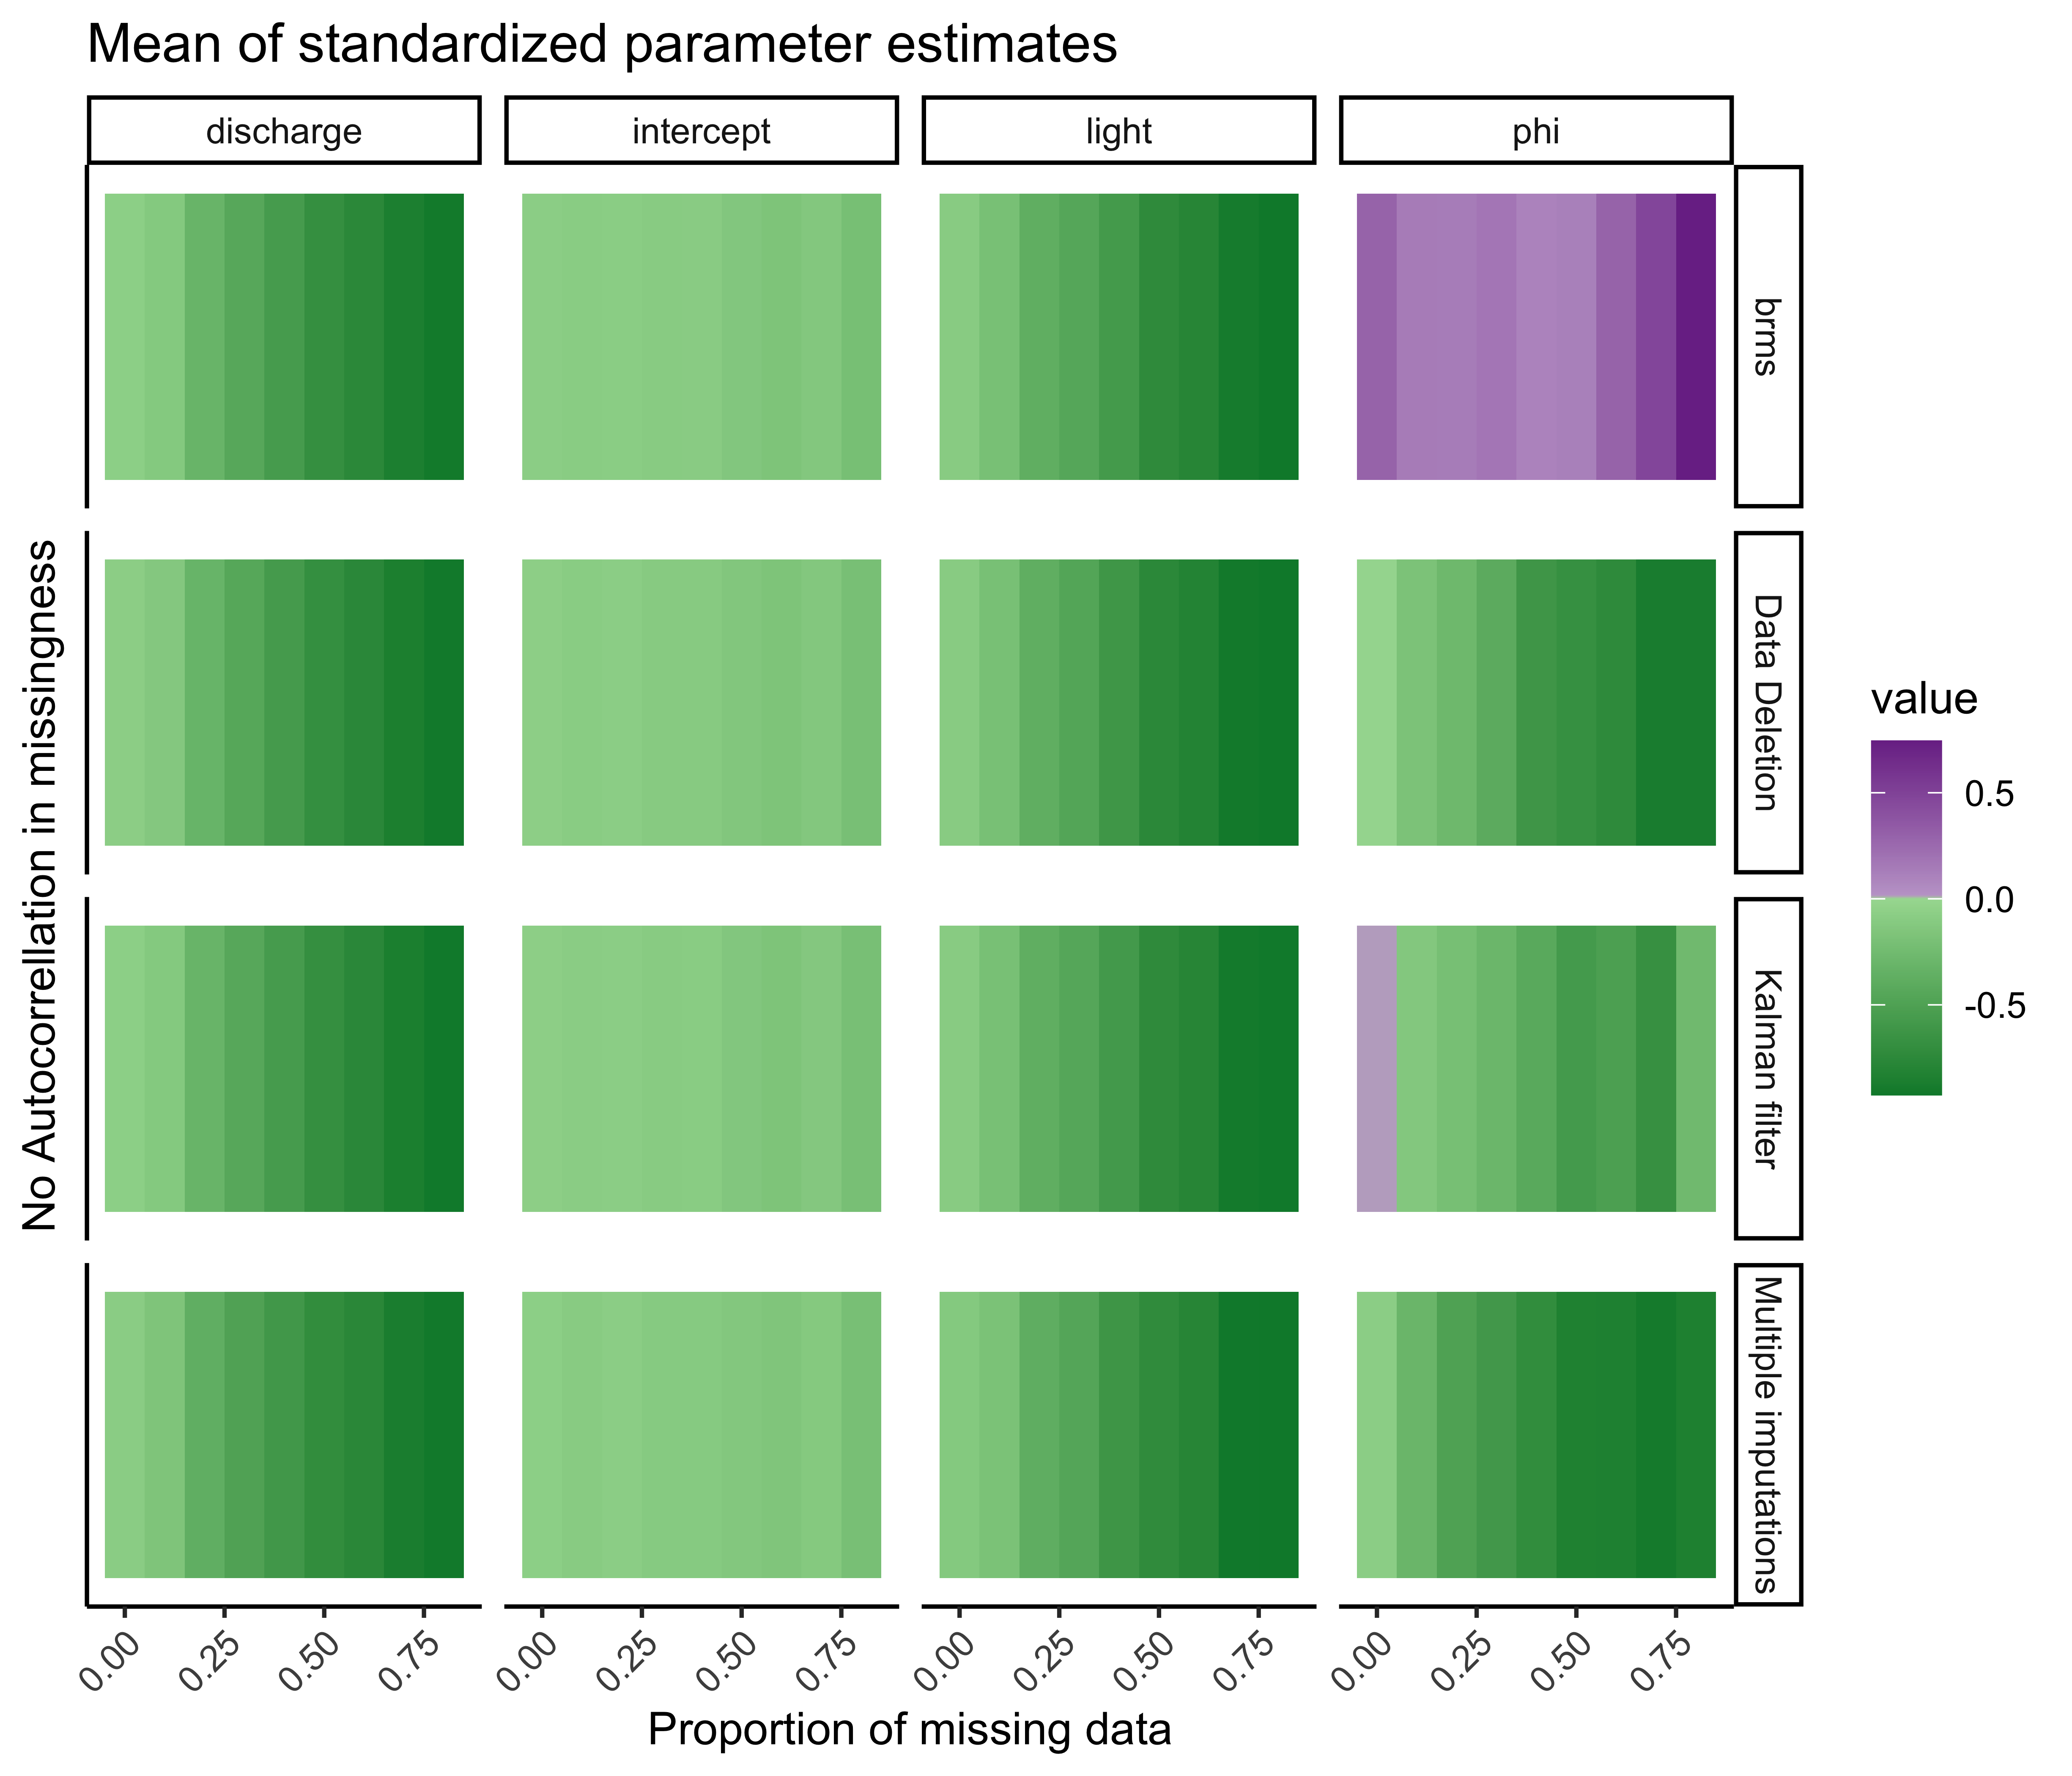 Mean of standardized parameter estimates
discharge
intercept
light
phi
brms
Data Deletion
Kalman filter
Multiple imputations
No Autocorrellation in missingness
value
0.5
0.0
-0.5
0.00 0.25 0.50 0.75
0.00 0.25 0.50 0.75
0.00 0.25 0.50 0.75
0.00 0.25 0.50 0.75
Proportion of missing data